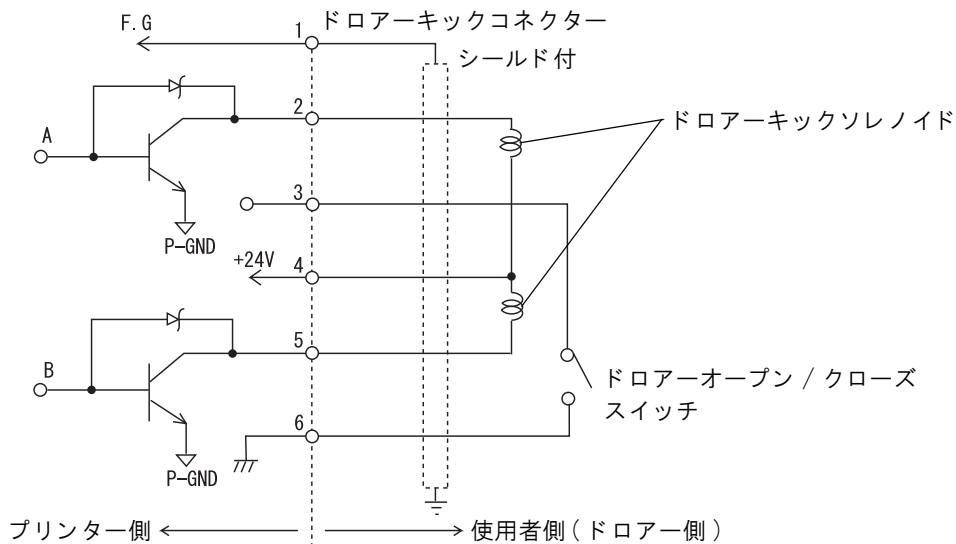 F.G
1
ドロアーキックコネクター
シールド付
2
ドロアーキックソレノイド
A
3
P-GND
+24V
4
5
B
ドロアーオープン / クローズ
スイッチ
6
P-GND
プリンター側
使用者側 ( ドロアー側 )